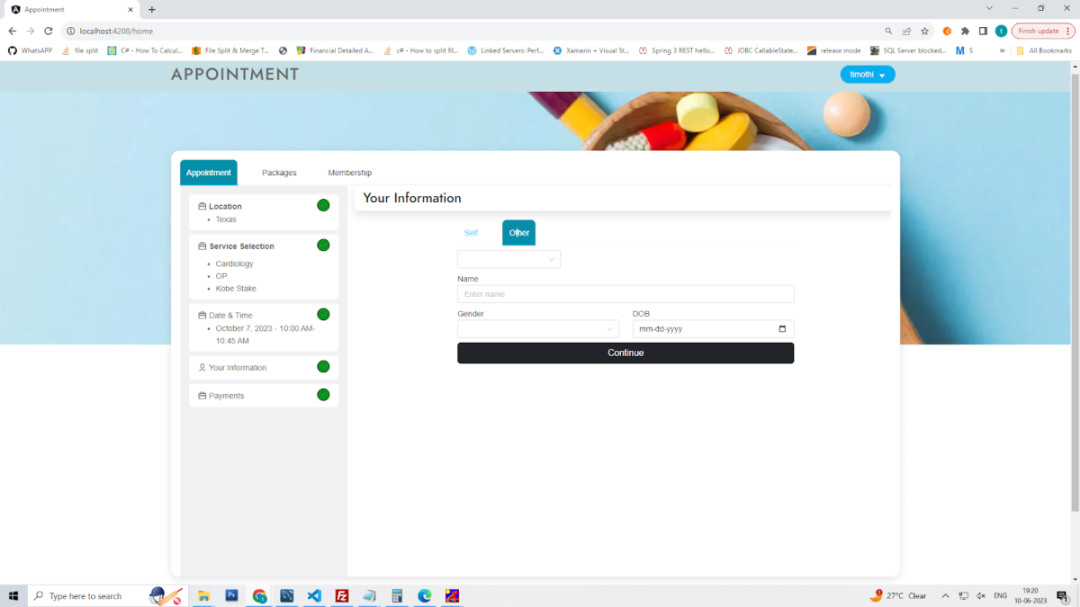 Appointment
localhost:4208/home
Finish update
WhatsAPP
file split
C# - How To Calcul...
File Split & Merge T...
Financial Detailed A...
c# - How to split fil...
Linked Servers: Perf...
Xamarin + Visual St...
Spring 3 REST hello...
JDBC CallableState...
release mode
SQL Server blocked...
S
»
All Bookmarks
APPOINTMENT
timothi
Appointment
Packages
Membership
Location
• Texas
Service Selection
• Cardiology
• OP
• Kobe Stake
Date & Time
• October 7, 2023 - 10:00 AM-
10:45 AM
Your Information
Payments
Your Information
Self
Other
Name
Enter name
Gender
DOB
mm-dd-yyyy
Continue
Type here to search
27°C Clear
ENG
19:20
10-06-2023